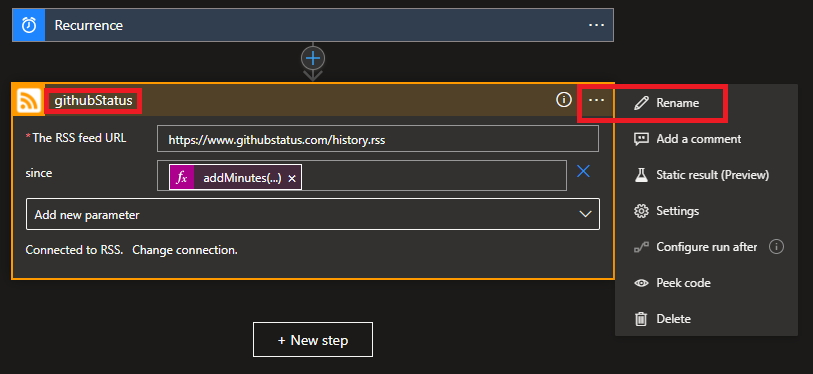 Recurrence
githubStatus
* The RSS feed URL
https://www.githubstatus.com/history.rss
since
fx addMinutes(...) ×
Add new parameter
Connected to RSS. Change connection.
+ New step
Rename
Add a comment
Static result (Preview)
Settings
Configure run after
Peek code
Delete